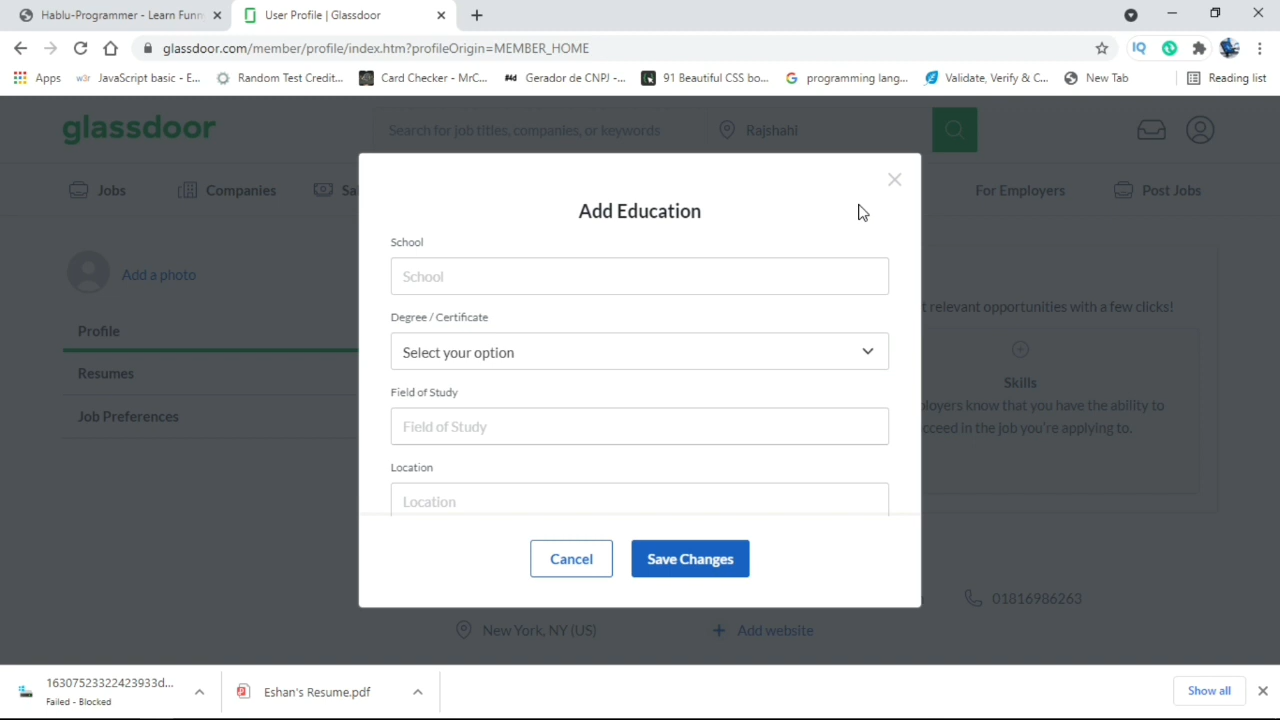 Hablu-Programmer - Learn Funn
User Profile | Glassdoor
glassdoor.com/member/profile/index.htm?profileOrigin=MEMBER_HOME
Apps
JavaScript basic - E...
Random Test Credit...
Card Checker - MrC...
Gerador de CNPJ -...
91 Beautiful CSS bo...
programming lang...
Validate, Verify & C...
New Tab
Reading list
glassdoor
Search for job titles, companies, or keywords
Rajshahi
Jobs
Companies
Sal
For Employers
Post Jobs
Add a photo
Profile
Resumes
Job Preferences
Add Education
School
School
Degree / Certificate
Select your option
Field of Study
Field of Study
Location
Location
Cancel
Save Changes
t relevant opportunities with a few clicks!
Skills
ployers know that you have the ability to
cceed in the job you're applying to.
01816986263
New York, NY (US)
+ Add website
16307523322423933d...
Failed - Blocked
Eshan's Resume.pdf
Show all